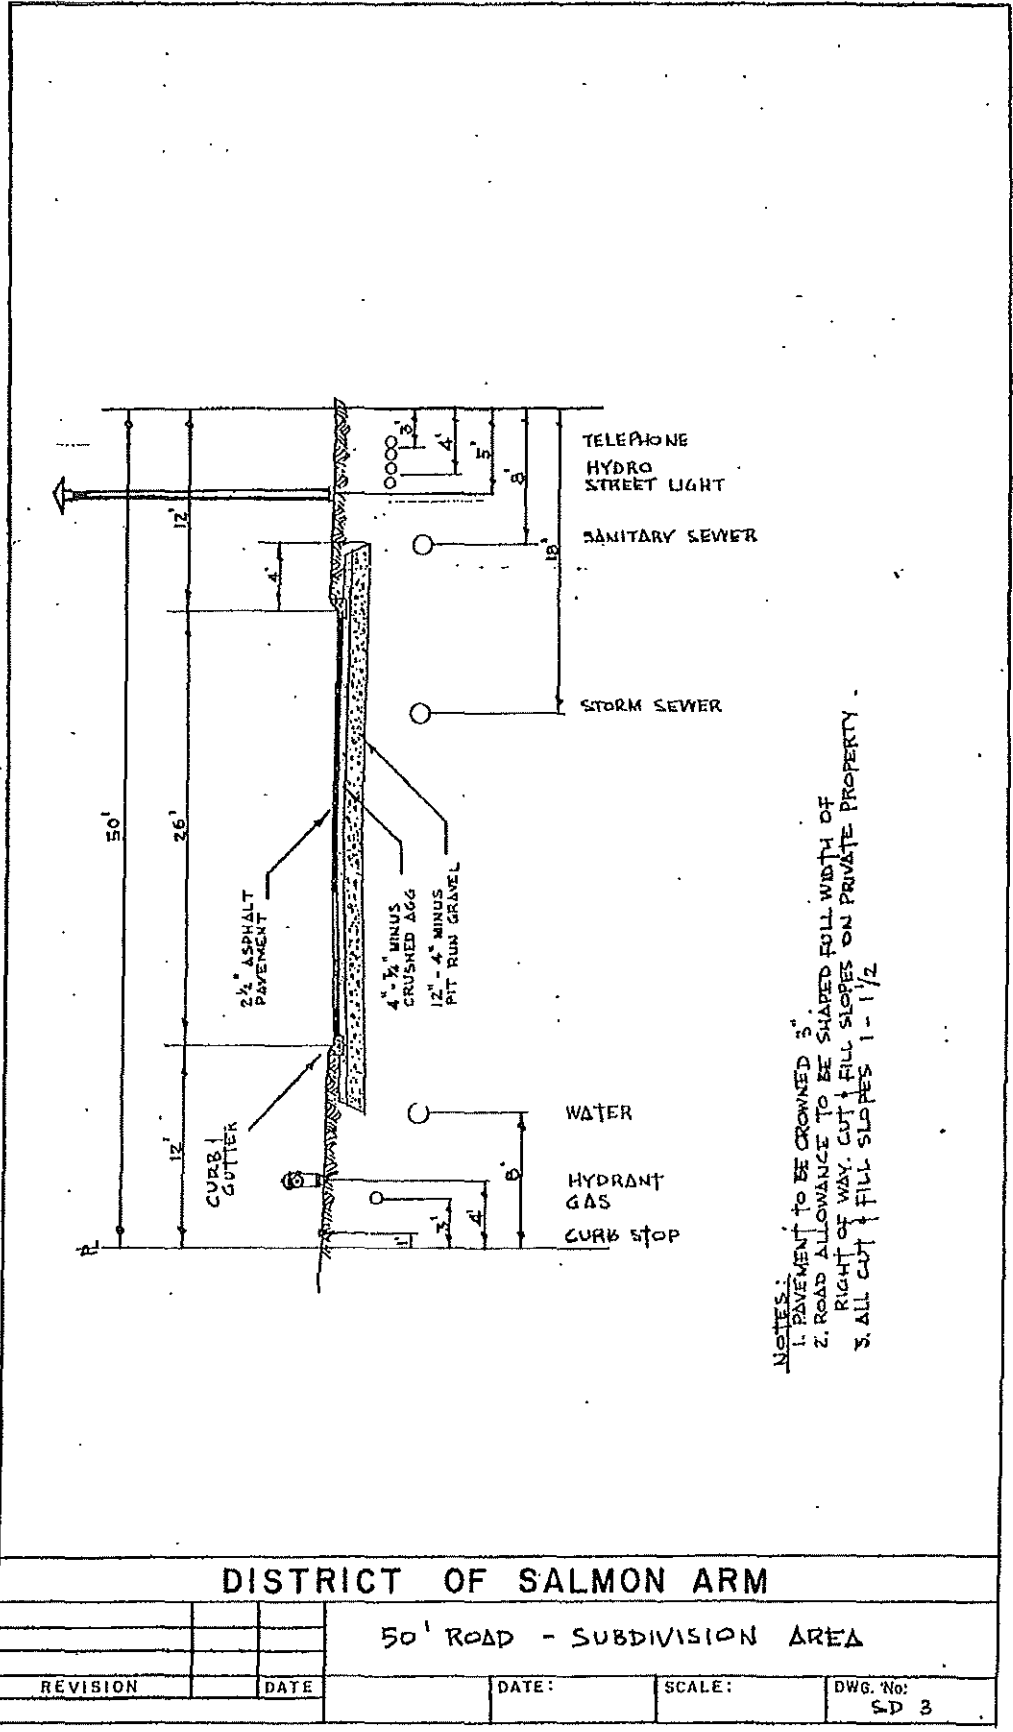 3'
4'
5'
8'
18'
TELEPHONE
HYDRO
STREET LIGHT
SANITARY SEWER
STORM SEWER
12'
4'
50'
26'
2½" ASPHALT
PAVEMENT
4" - ¾" MINUS
CRUSHED AGG
12" - 4" MINUS
PIT RUN GRAVEL
CURB &
GUTTER
12'
WATER
HYDRANT
GAS
CURB STOP
8'
4'
3'
1'
PL
NOTES:
1. PAVEMENT TO BE CROWNED 3".
2. ROAD ALLOWANCE TO BE SHAPED FULL WIDTH OF
RIGHT OF WAY. CUT & FILL SLOPES ON PRIVATE PROPERTY.
3. ALL CUT & FILL SLOPES 1 - 1 1/2
DISTRICT OF SALMON ARM
50' ROAD - SUBDIVISION AREA
REVISION
DATE
DATE:
SCALE:
DWG. No:
SD 3